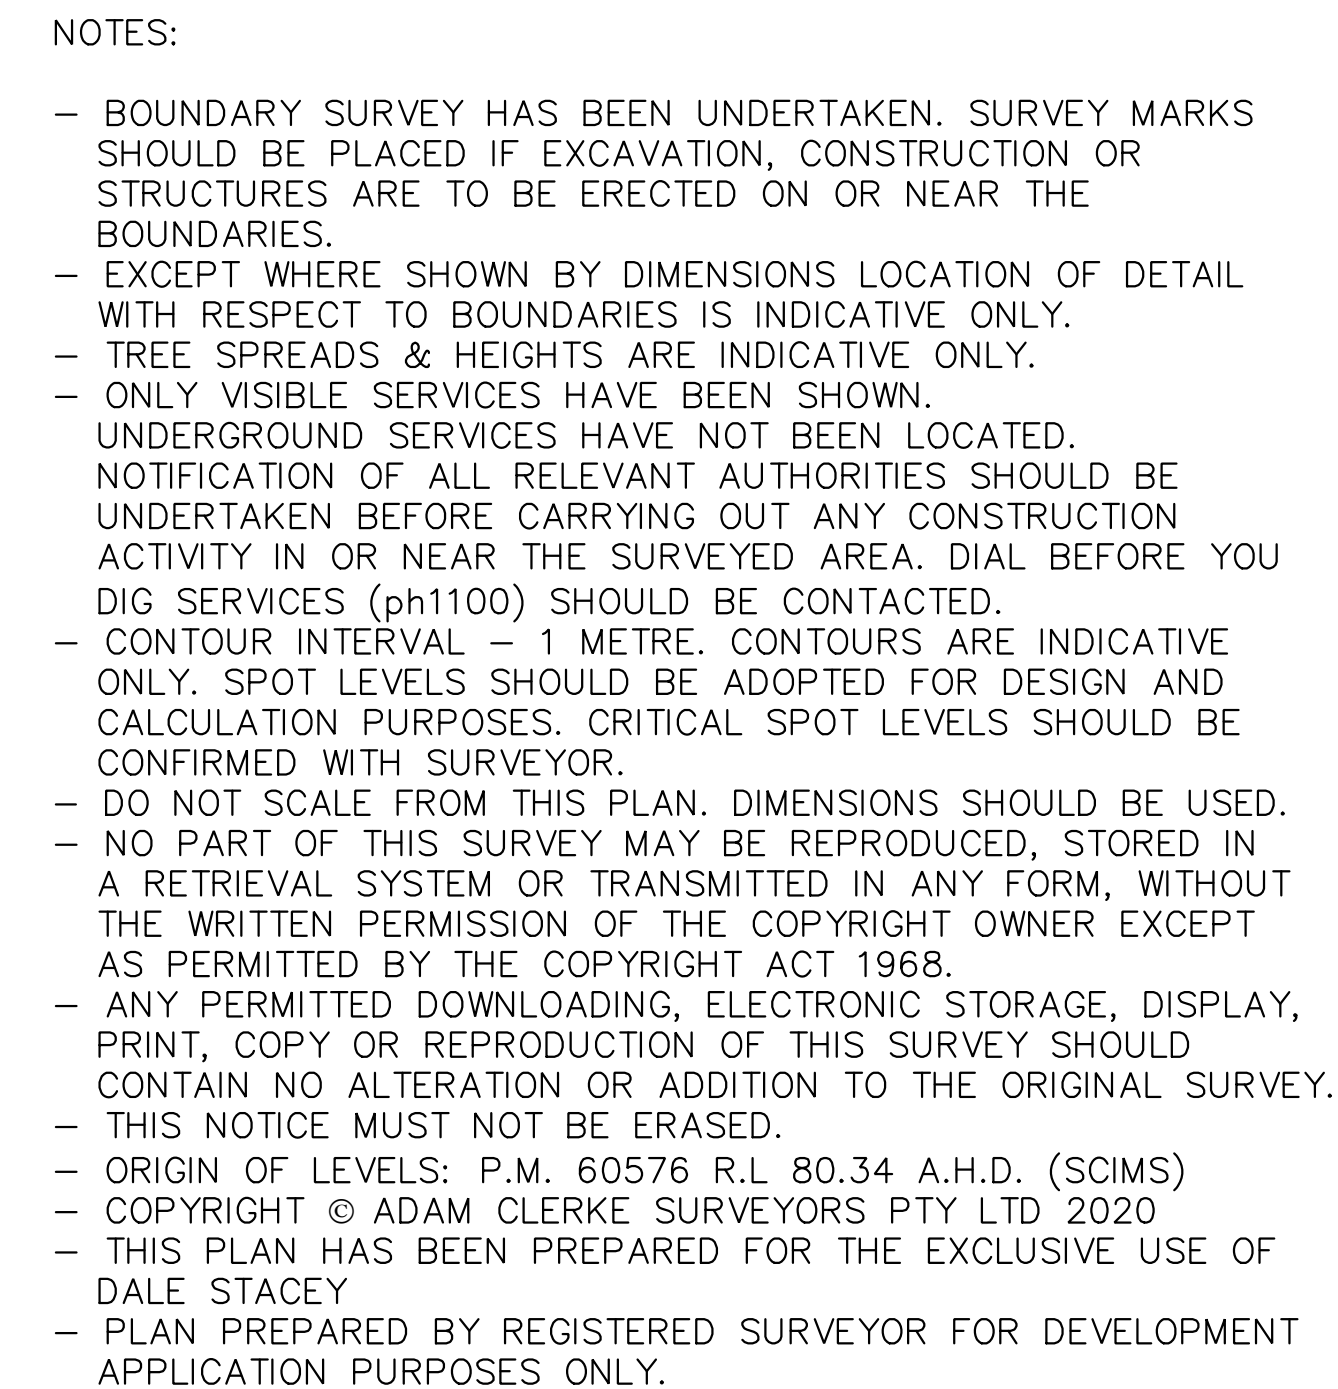 NOTES:
— BOUNDARY SURVEY HAS BEEN UNDERTAKEN. SURVEY MARKS
SHOULD BE PLACED IF EXCAVATION, CONSTRUCTION OR
STRUCTURES ARE TO BE ERECTED ON OR NEAR THE
BOUNDARIES.
— EXCEPT WHERE SHOWN BY DIMENSIONS LOCATION OF DETAIL
WITH RESPECT TO BOUNDARIES IS INDICATIVE ONLY.
— TREE SPREADS & HEIGHTS ARE INDICATIVE ONLY.
— ONLY VISIBLE SERVICES HAVE BEEN SHOWN.
UNDERGROUND SERVICES HAVE NOT BEEN LOCATED.
NOTIFICATION OF ALL RELEVANT AUTHORITIES SHOULD BE
UNDERTAKEN BEFORE CARRYING OUT ANY CONSTRUCTION
ACTIVITY IN OR NEAR THE SURVEYED AREA. DIAL BEFORE YOU
DIG SERVICES (ph1100) SHOULD BE CONTACTED.
— CONTOUR INTERVAL — 1 METRE. CONTOURS ARE INDICATIVE
ONLY. SPOT LEVELS SHOULD BE ADOPTED FOR DESIGN AND
CALCULATION PURPOSES. CRITICAL SPOT LEVELS SHOULD BE
CONFIRMED WITH SURVEYOR.
— DO NOT SCALE FROM THIS PLAN. DIMENSIONS SHOULD BE USED.
— NO PART OF THIS SURVEY MAY BE REPRODUCED, STORED IN
A RETRIEVAL SYSTEM OR TRANSMITTED IN ANY FORM, WITHOUT
THE WRITTEN PERMISSION OF THE COPYRIGHT OWNER EXCEPT
AS PERMITTED BY THE COPYRIGHT ACT 1968.
— ANY PERMITTED DOWNLOADING, ELECTRONIC STORAGE, DISPLAY,
PRINT, COPY OR REPRODUCTION OF THIS SURVEY SHOULD
CONTAIN NO ALTERATION OR ADDITION TO THE ORIGINAL SURVEY.
— THIS NOTICE MUST NOT BE ERASED.
— ORIGIN OF LEVELS: P.M. 60576 R.L 80.34 A.H.D. (SCIMS)
— COPYRIGHT © ADAM CLERKE SURVEYORS PTY LTD 2020
— THIS PLAN HAS BEEN PREPARED FOR THE EXCLUSIVE USE OF
DALE STACEY
— PLAN PREPARED BY REGISTERED SURVEYOR FOR DEVELOPMENT
APPLICATION PURPOSES ONLY.